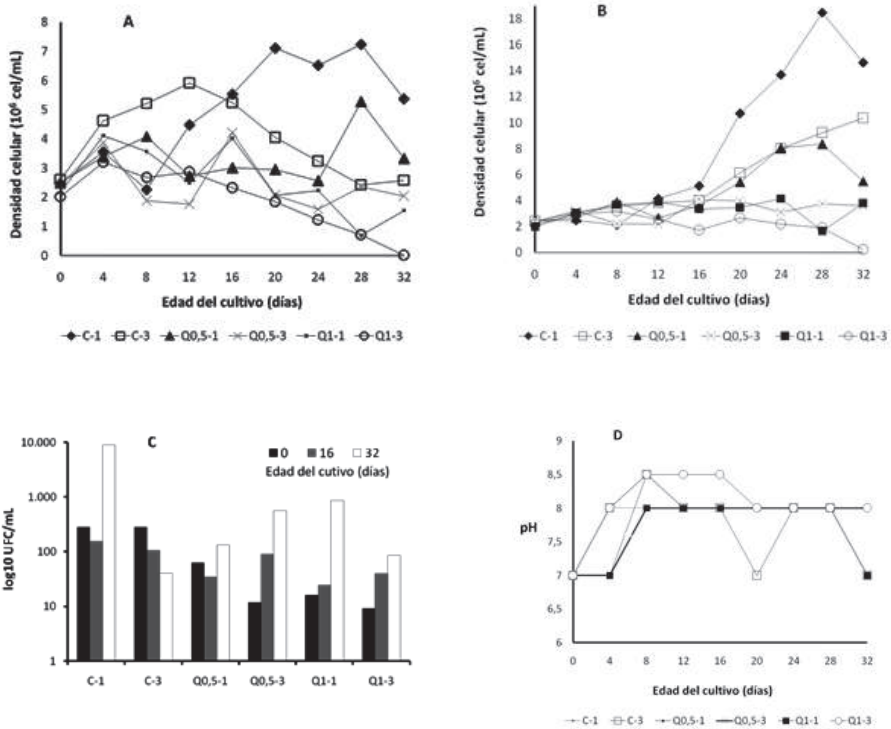 A
Densidad celular (10⁶ cel/mL)
8
7
6
5
4
3
2
1
0
0 4 8 12 16 20 24 28 32
Edad del cultivo (días)
C-1 C-3 Q0,5-1 Q0,5-3 Q1-1 Q1-3
B
Densidad celular (10⁶ cel/mL)
18
16
14
12
10
8
6
4
2
0
0 4 8 12 16 20 24 28 32
Edad del cultivo (días)
C-1 C-3 Q0,5-1 Q0,5-3 Q1-1 Q1-3
C
0 16 32
Edad del cutivo (días)
log10 UFC/mL
10.000
1.000
100
10
1
C-1 C-3 Q0,5-1 Q0,5-3 Q1-1 Q1-3
D
pH
9
8,5
8
7,5
7
6,5
6
0 4 8 12 16 20 24 28 32
Edad del cultivo (días)
C-1 C-3 Q0,5-1 Q0,5-3 Q1-1 Q1-3